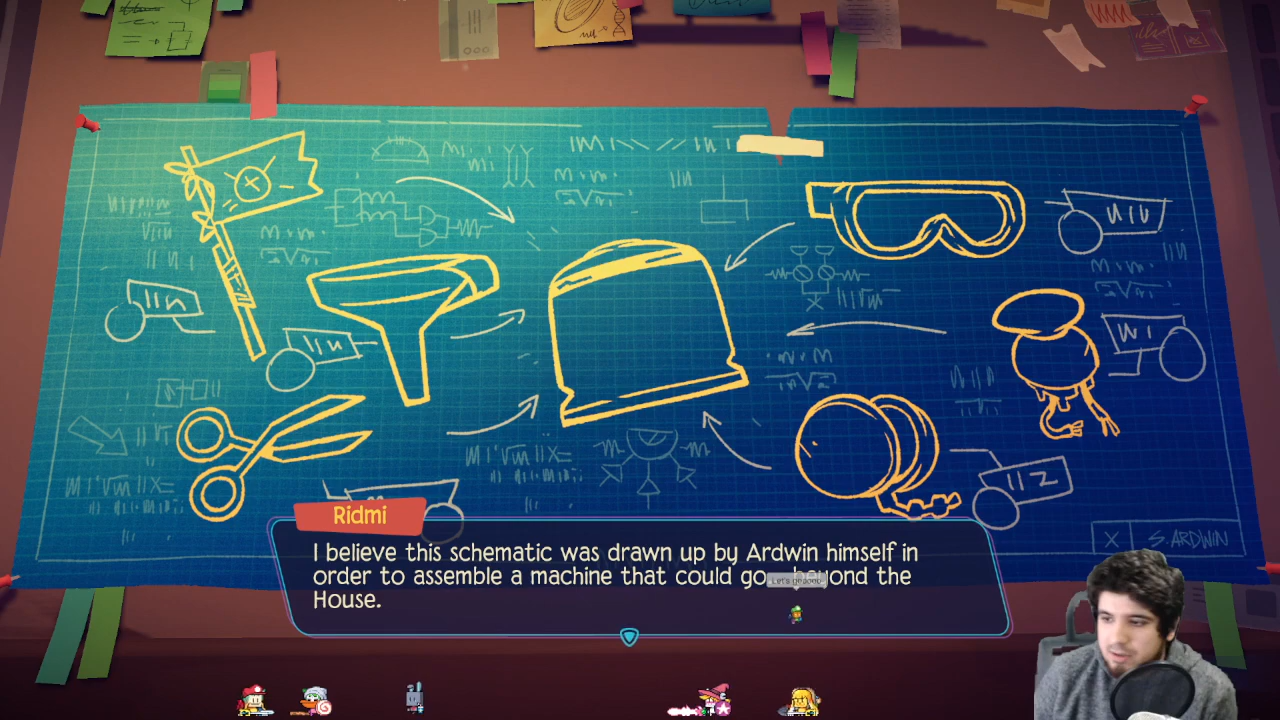 S. ARDWIN
Ridmi
I believe this schematic was drawn up by Ardwin himself in
order to assemble a machine that could go...beyond the
House.